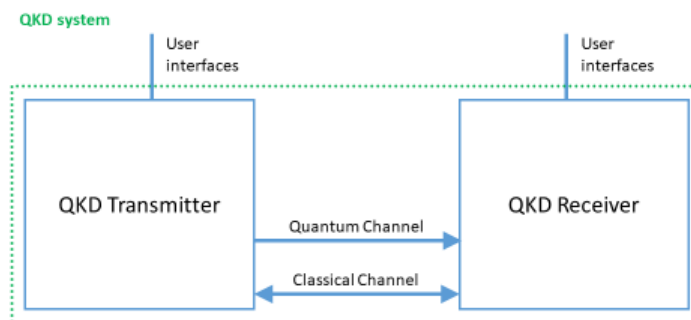 QKD system
User
interfaces
User
interfaces
QKD Transmitter
QKD Receiver
Quantum Channel
Classical Channel